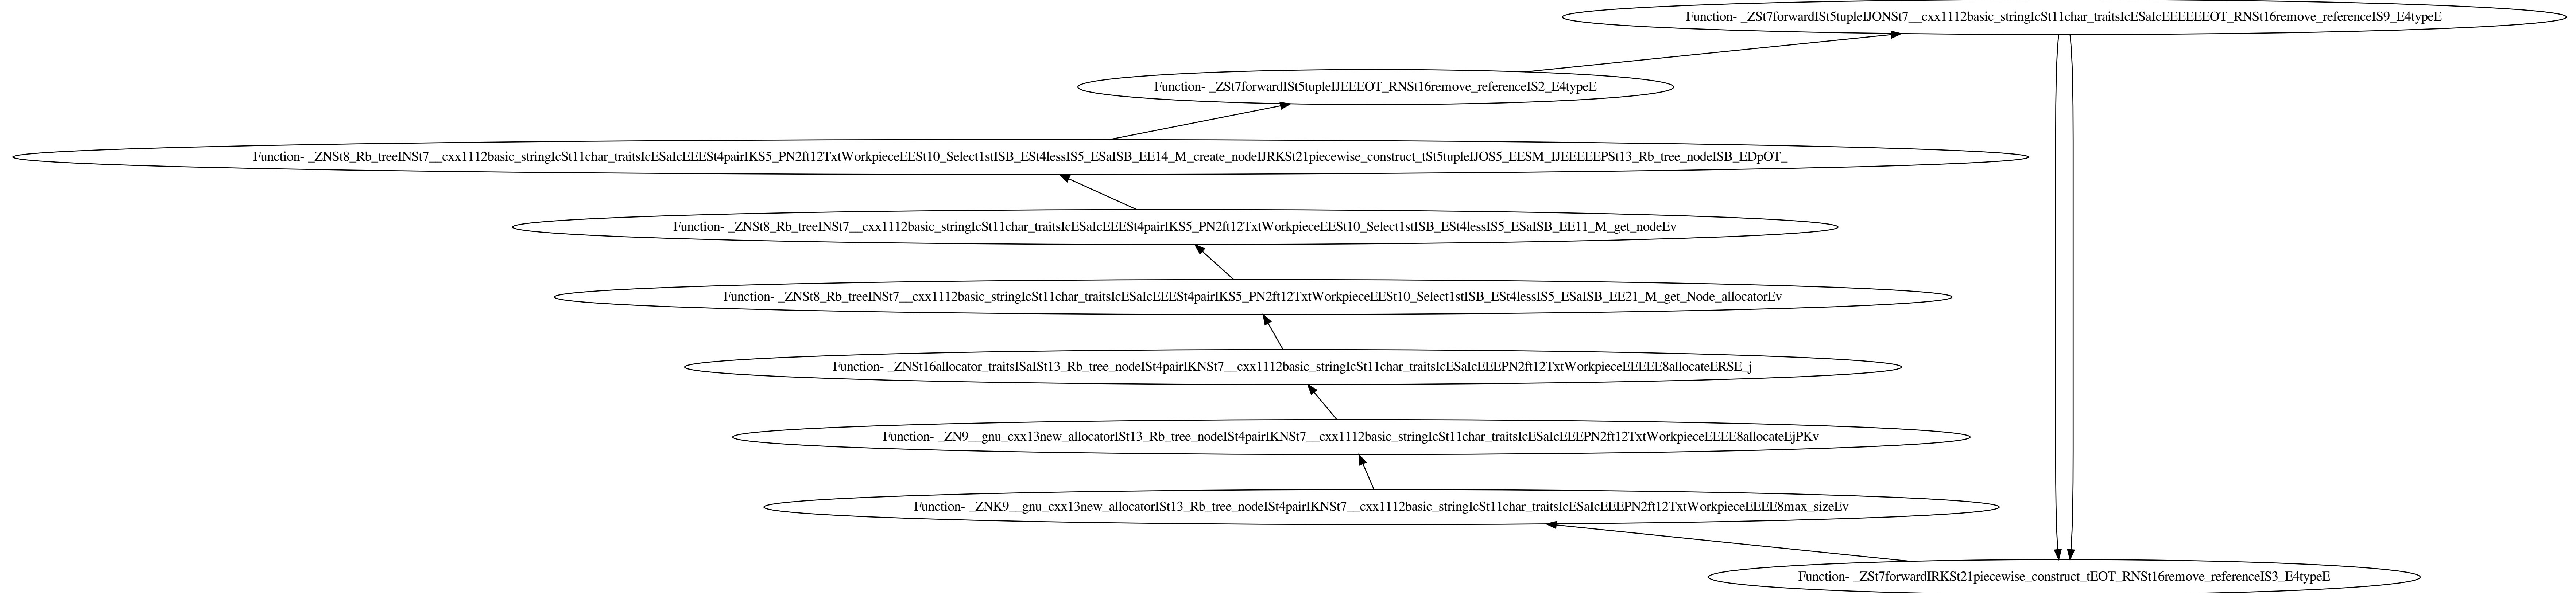 Function- _ZSt7forwardISt5tupleIJONSt7__cxx1112basic_stringIcSt11char_traitsIcESaIcEEEEEEOT_RNSt16remove_referenceIS9_E4typeE
Function- _ZSt7forwardISt5tupleIJEEEOT_RNSt16remove_referenceIS2_E4typeE
Function- _ZNSt8_Rb_treeINSt7__cxx1112basic_stringIcSt11char_traitsIcESaIcEEESt4pairIKS5_PN2ft12TxtWorkpieceEESt10_Select1stISB_ESt4lessIS5_ESaISB_EE14_M_create_nodeIJRKSt21piecewise_construct_tSt5tupleIJOS5_EESM_IJEEEEEPSt13_Rb_tree_nodeISB_EDpOT_
Function- _ZNSt8_Rb_treeINSt7__cxx1112basic_stringIcSt11char_traitsIcESaIcEEESt4pairIKS5_PN2ft12TxtWorkpieceEESt10_Select1stISB_ESt4lessIS5_ESaISB_EE11_M_get_nodeEv
Function- _ZNSt8_Rb_treeINSt7__cxx1112basic_stringIcSt11char_traitsIcESaIcEEESt4pairIKS5_PN2ft12TxtWorkpieceEESt10_Select1stISB_ESt4lessIS5_ESaISB_EE21_M_get_Node_allocatorEv
Function- _ZNSt16allocator_traitsISaISt13_Rb_tree_nodeISt4pairIKNSt7__cxx1112basic_stringIcSt11char_traitsIcESaIcEEEPN2ft12TxtWorkpieceEEEEE8allocateERSE_j
Function- _ZN9__gnu_cxx13new_allocatorISt13_Rb_tree_nodeISt4pairIKNSt7__cxx1112basic_stringIcSt11char_traitsIcESaIcEEEPN2ft12TxtWorkpieceEEEE8allocateEjPKv
Function- _ZNK9__gnu_cxx13new_allocatorISt13_Rb_tree_nodeISt4pairIKNSt7__cxx1112basic_stringIcSt11char_traitsIcESaIcEEEPN2ft12TxtWorkpieceEEEE8max_sizeEv
Function- _ZSt7forwardIRKSt21piecewise_construct_tEOT_RNSt16remove_referenceIS3_E4typeE